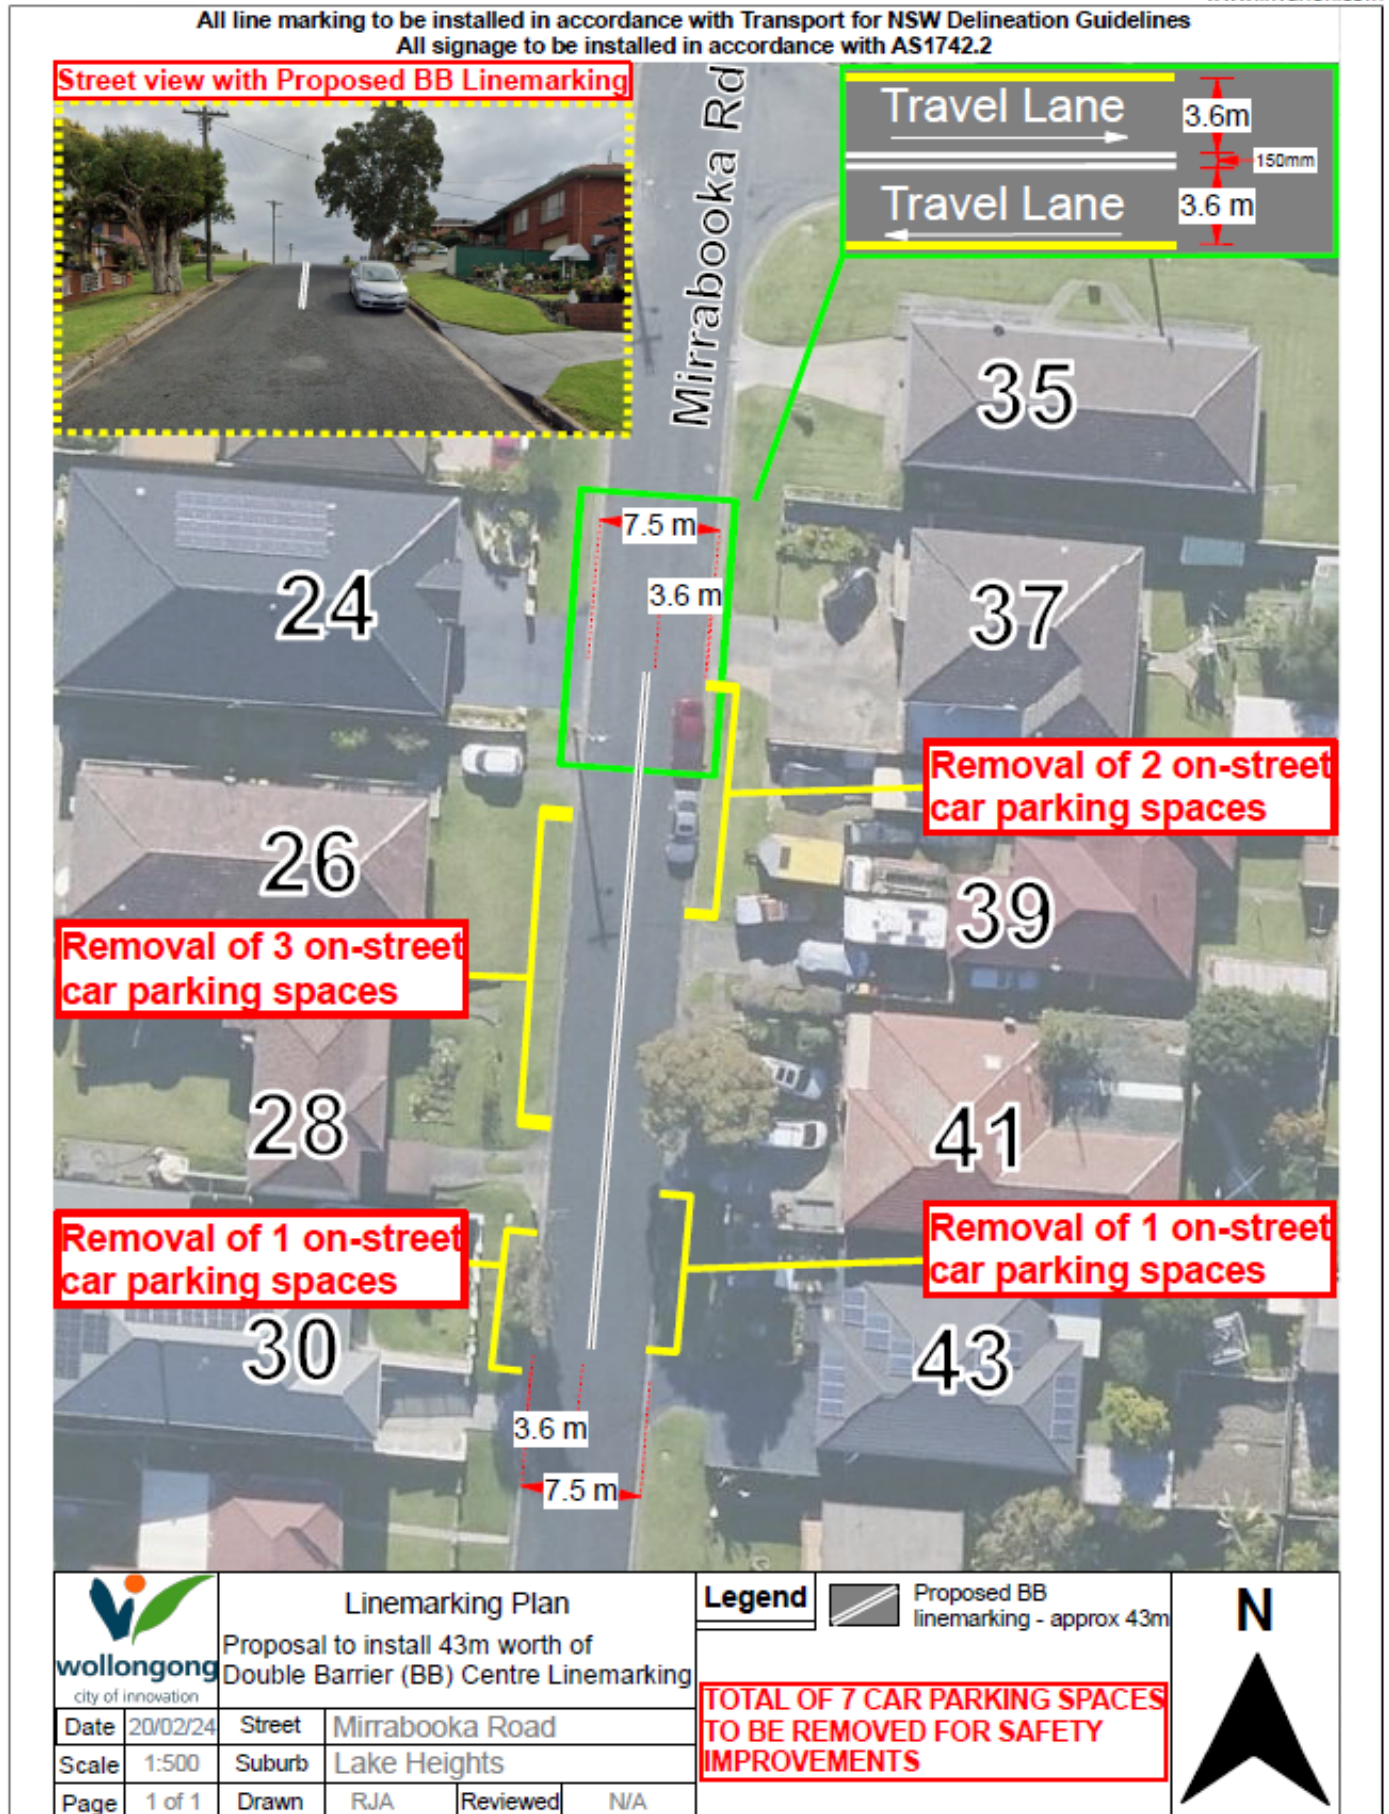 All line marking to be installed in accordance with Transport for NSW Delineation Guidelines
All signage to be installed in accordance with AS1742.2
Street view with Proposed BB Linemarking
Mirrabooka Rd
Travel Lane
3.6m
150mm
Travel Lane
3.6 m
35
7.5 m
3.6 m
24
37
Removal of 2 on-street
car parking spaces
26
39
Removal of 3 on-street
car parking spaces
28
41
Removal of 1 on-street
car parking spaces
Removal of 1 on-street
car parking spaces
30
43
3.6 m
7.5 m
wollongong
city of innovation
Linemarking Plan
Proposal to install 43m worth of
Double Barrier (BB) Centre Linemarking
Date 20/02/24 Street Mirrabooka Road
Scale 1:500 Suburb Lake Heights
Page 1 of 1 Drawn RJA Reviewed N/A
Legend
Proposed BB
linemarking - approx 43m
TOTAL OF 7 CAR PARKING SPACES
TO BE REMOVED FOR SAFETY
IMPROVEMENTS
N